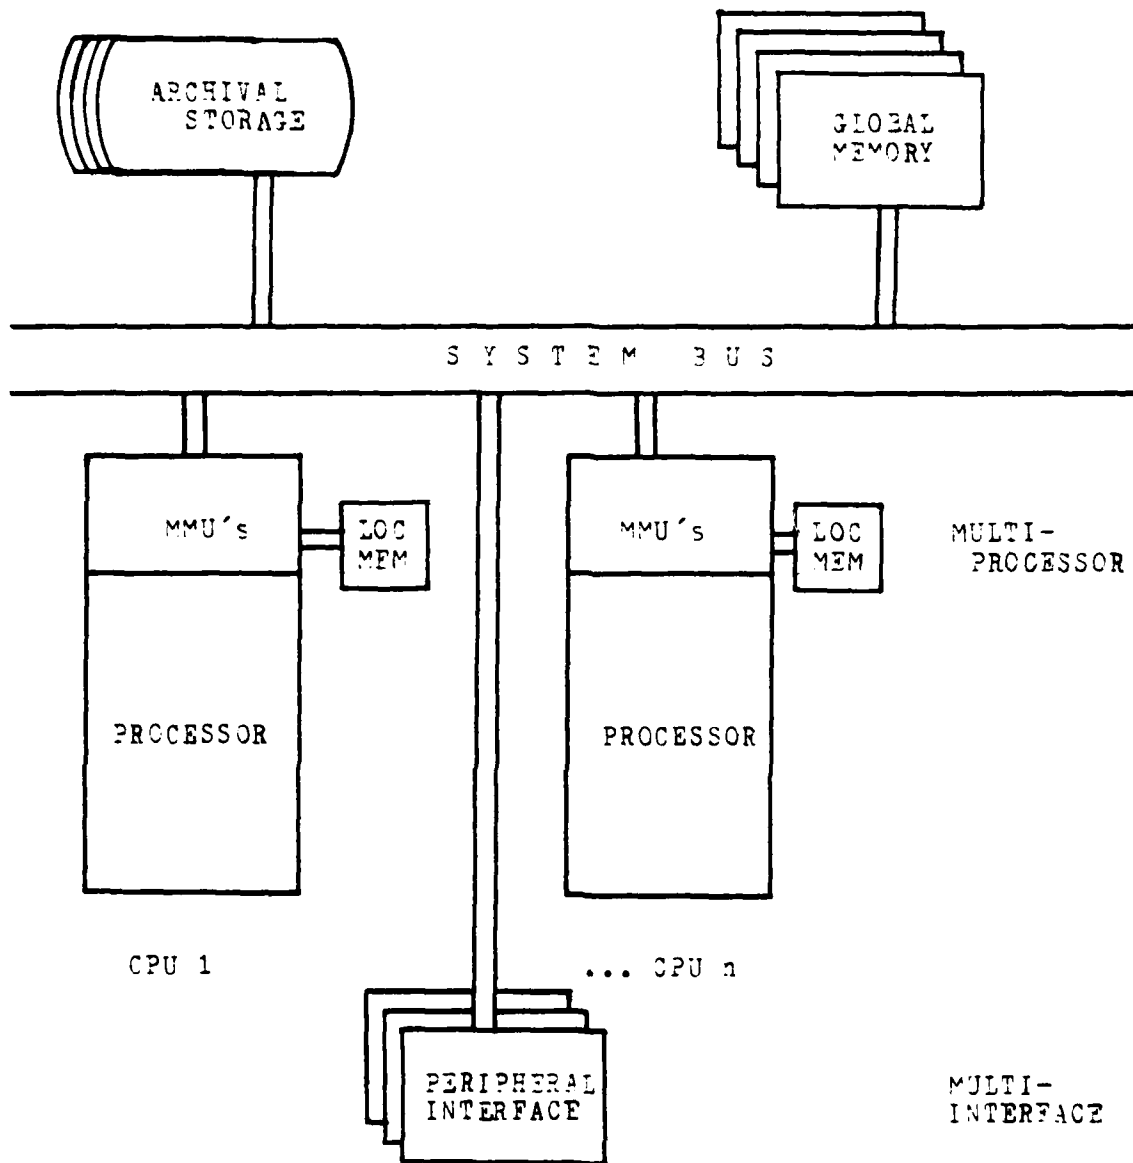 ARCHIVAL
STORAGE
GLOBAL
MEMORY
SYSTEM BUS
MMU's
LOC
MEM
MMU's
LOC
MEM
MULTI-
PROCESSOR
PROCESSOR
PROCESSOR
CPU 1
... CPU n
PERIPHERAL
INTERFACE
MULTI-
INTERFACE